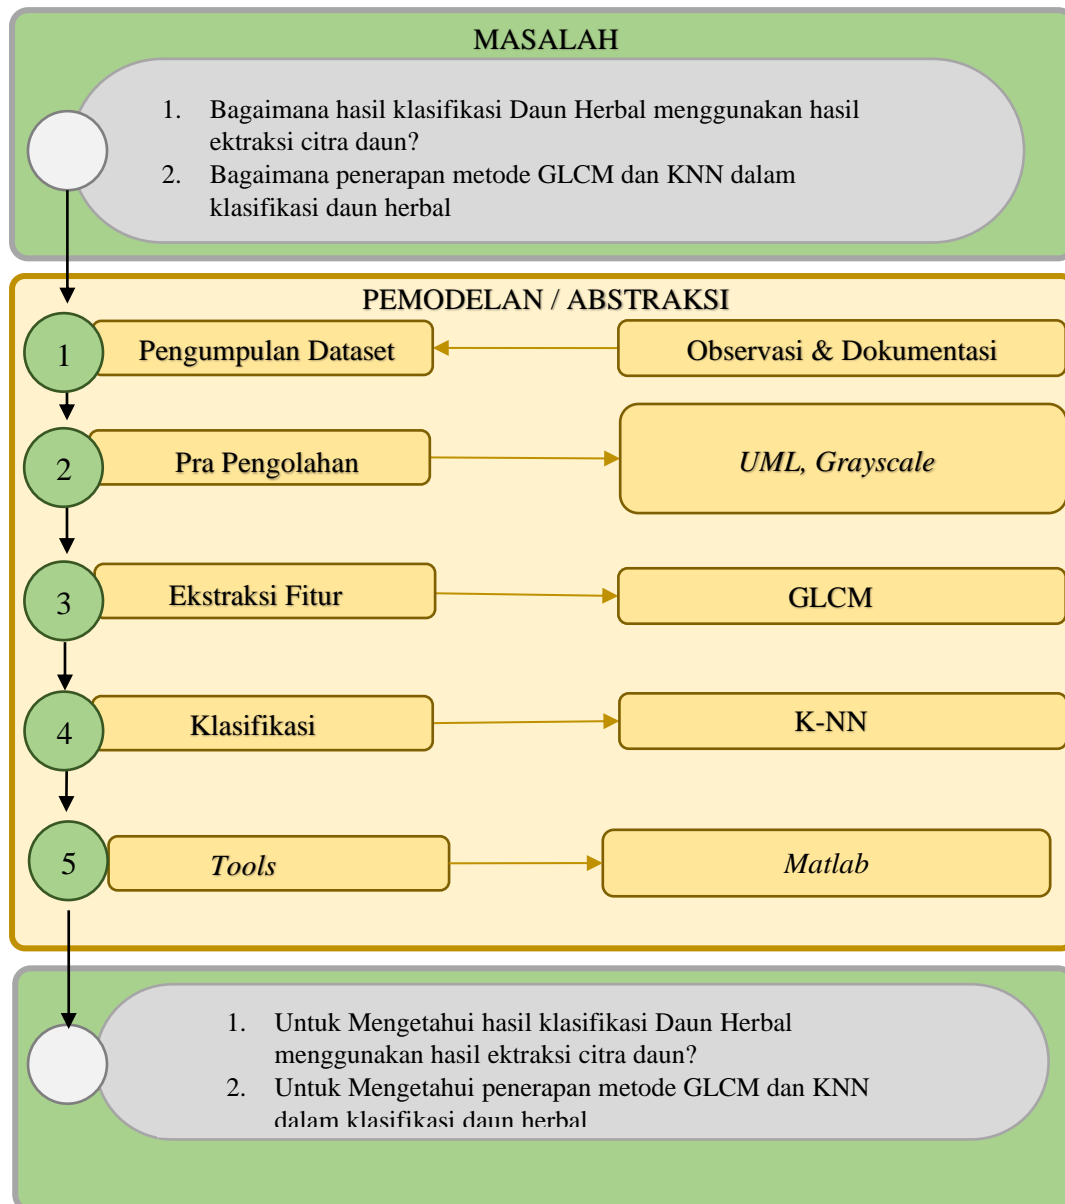 MASALAH
1. Bagaimana hasil klasifikasi Daun Herbal menggunakan hasil
ektraksi citra daun?
2. Bagaimana penerapan metode GLCM dan KNN dalam
klasifikasi daun herbal
PEMODELAN / ABSTRAKSI
1 Pengumpulan Dataset Observasi & Dokumentasi
2 Pra Pengolahan UML, Grayscale
3 Ekstraksi Fitur GLCM
4 Klasifikasi K-NN
5 Tools Matlab
1. Untuk Mengetahui hasil klasifikasi Daun Herbal
menggunakan hasil ektraksi citra daun?
2. Untuk Mengetahui penerapan metode GLCM dan KNN
dalam klasifikasi daun herbal